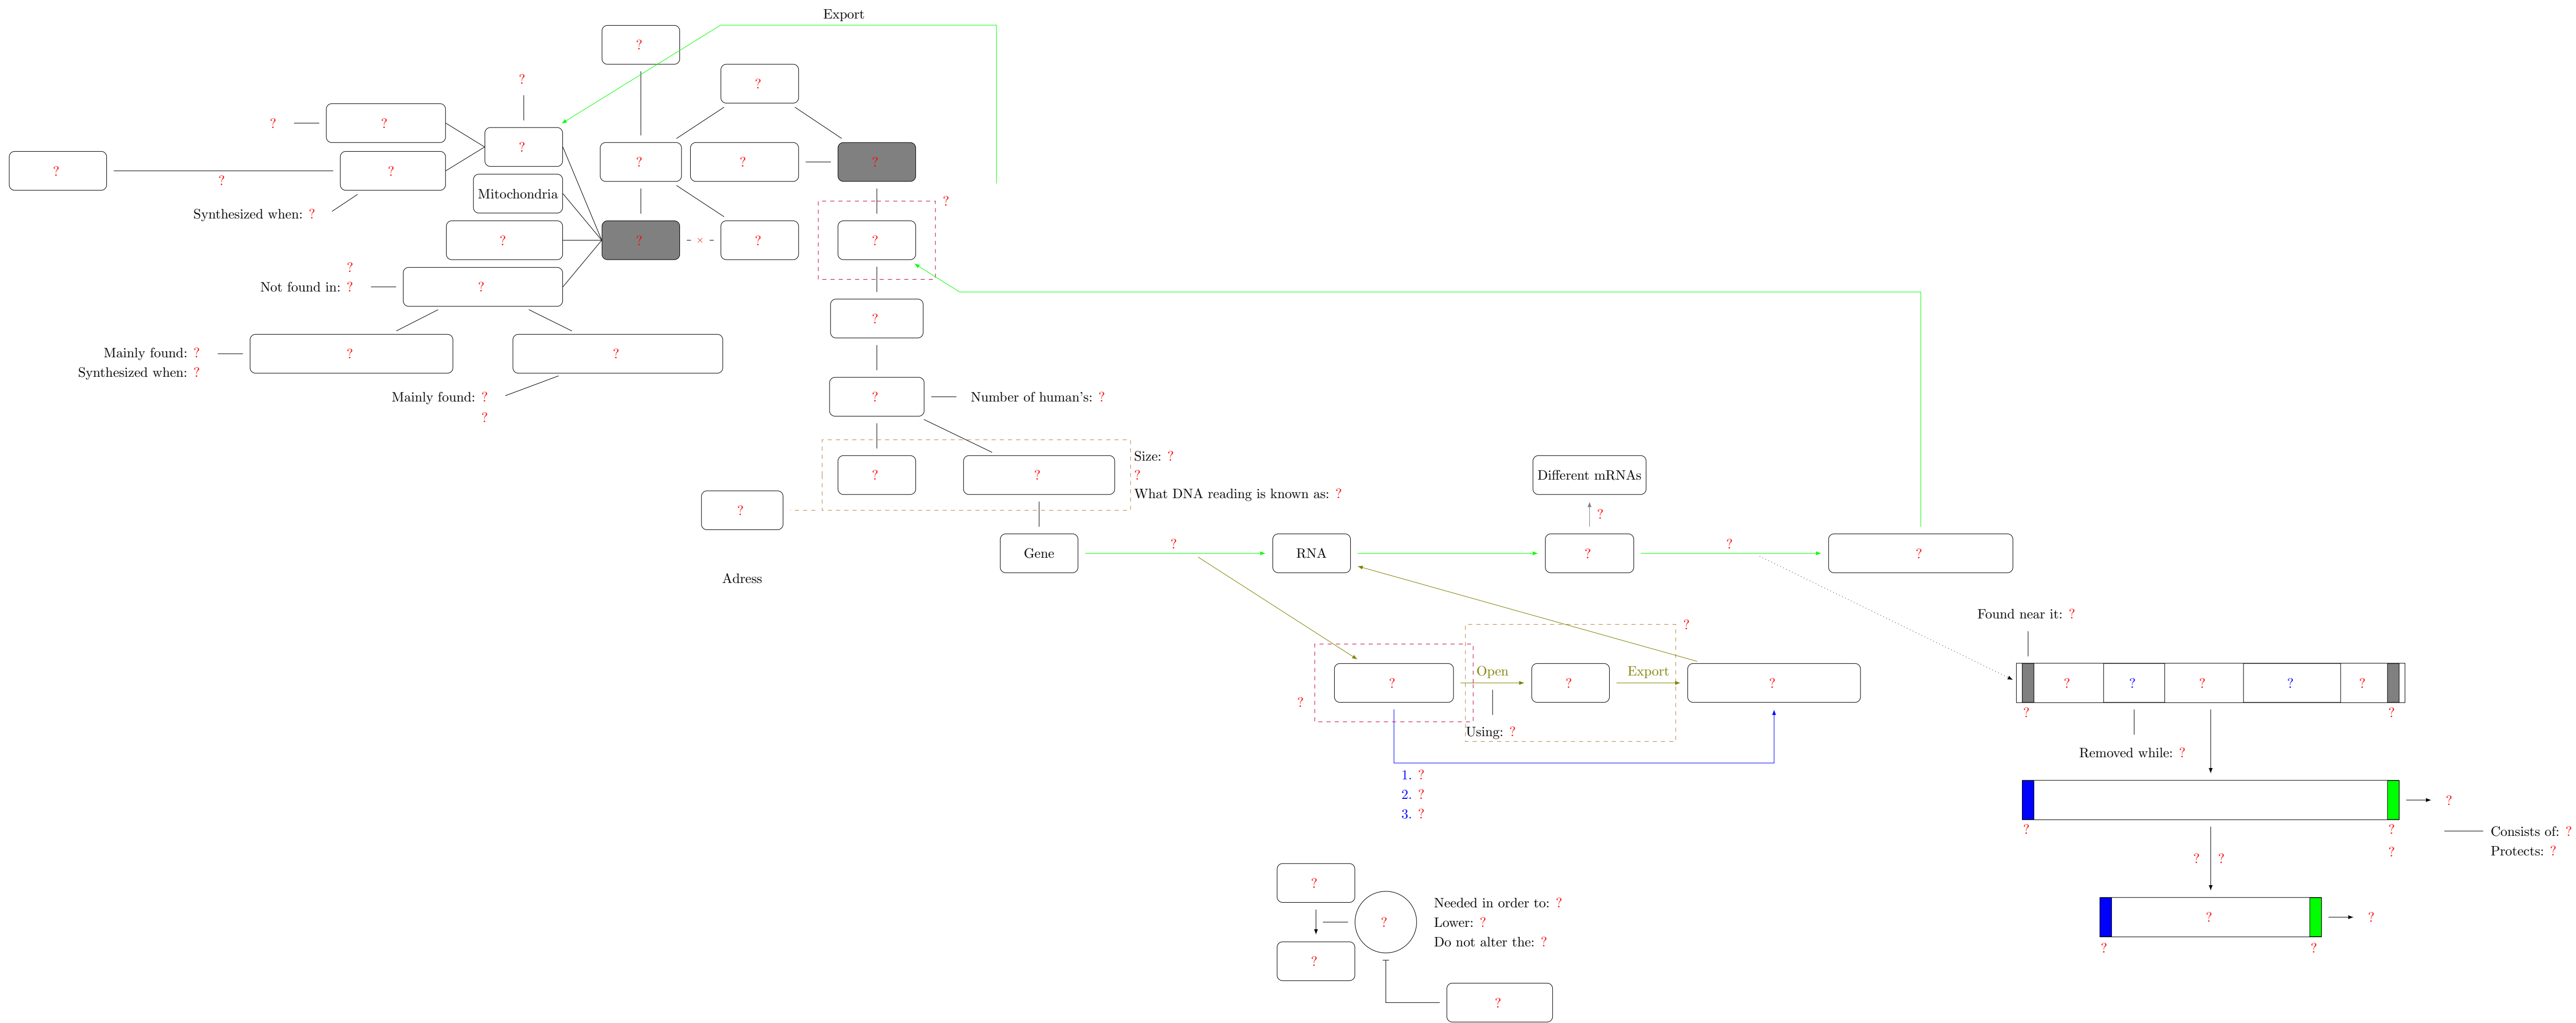 Export
?
?
?
?
?
?
?
?
?
?
?
?
Mitochondria
Synthesized when: ?
?
?
?
× 
?
?
?
Not found in: ?
?
?
Mainly found: ?
?
?
Synthesized when: ?
?
Number of human's: ?
Mainly found: ?
?
Size: ?
?
?
?
Different mRNAs
What DNA reading is known as: ?
?
?
Gene
?
RNA
?
?
?
Adress
Found near it: ?
?
?
Open
?
Export
?
?
?
?
?
?
?
?
?
Using: ?
Removed while: ?
1. ?
2. ?
3. ?
?
?
?
Consists of: ?
?
Protects: ?
?
?
?
?
?
Needed in order to: ?
Lower: ?
Do not alter the: ?
?
?
?
?
?
?